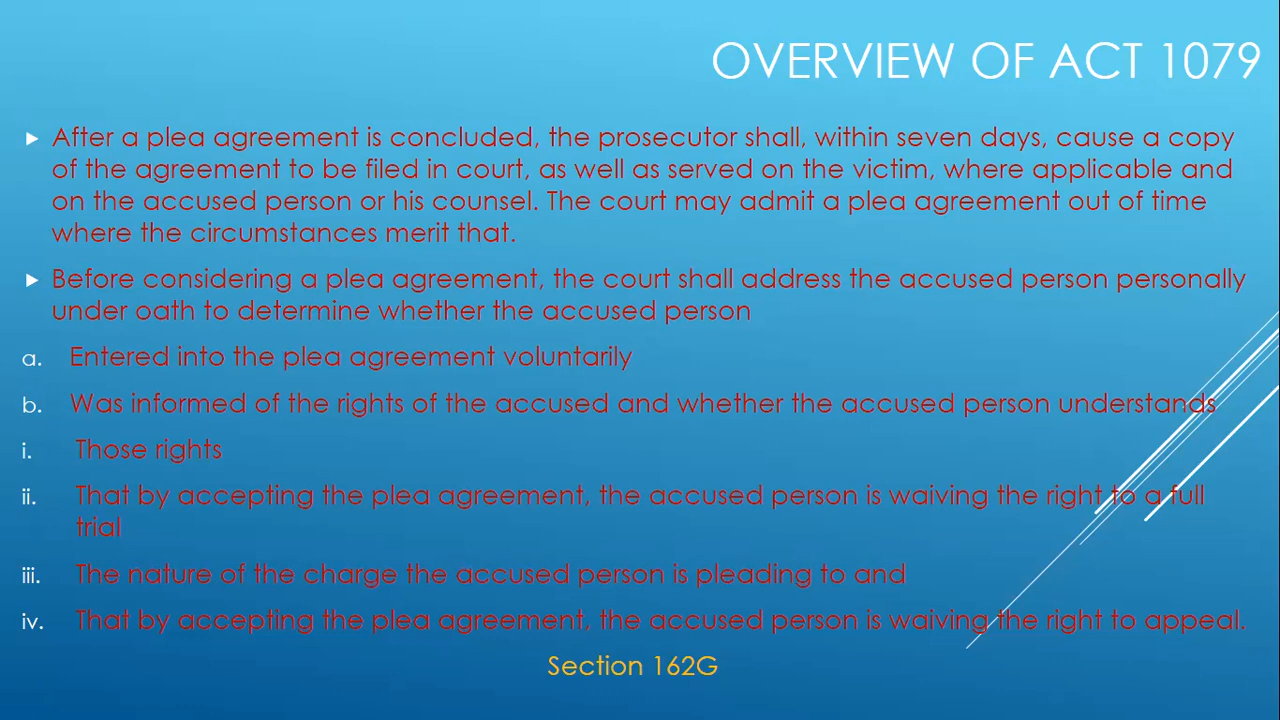 OVERVIEW OF ACT 1079
After a plea agreement is concluded, the prosecutor shall, within seven days, cause a copy
of the agreement to be filed in court, as well as served on the victim, where applicable and
on the accused person or his counsel. The court may admit a plea agreement out of time
where the circumstances merit that.
Before considering a plea agreement, the court shall address the accused person personally
under oath to determine whether the accused person
a. Entered into the plea agreement voluntarily
b. Was informed of the rights of the accused and whether the accused person understands
i. Those rights
ii. That by accepting the plea agreement, the accused person is waiving the right to a full
trial
iii. The nature of the charge the accused person is pleading to and
iv. That by accepting the plea agreement, the accused person is waiving the right to appeal.
Section 162G